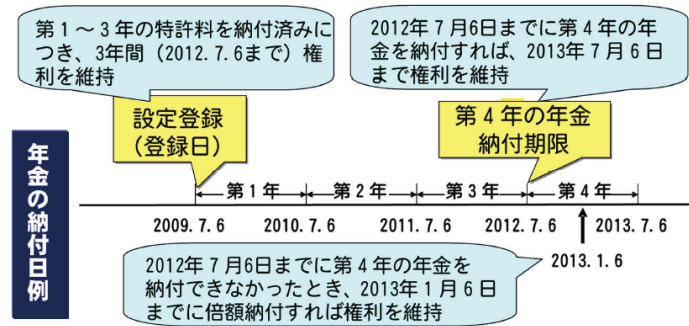 第１～３年の特許料を納付済みに
つき、3年間（2012.7.6まで）権
利を維持
2012年７月6日までに第４年の年
金を納付すれば、2013年７月６日
まで権利を維持
設定登録
（登録日）
第４年の年金
納付期限
年金の納付日例
第１年
第２年
第３年
第４年
2009.7.6
2010.7.6
2011.7.6
2012.7.6
2013.7.6
2013.1.6
2012年７月6日までに第４年の年金を
納付できなかったとき、2013年１月６日
までに倍額納付すれば権利を維持